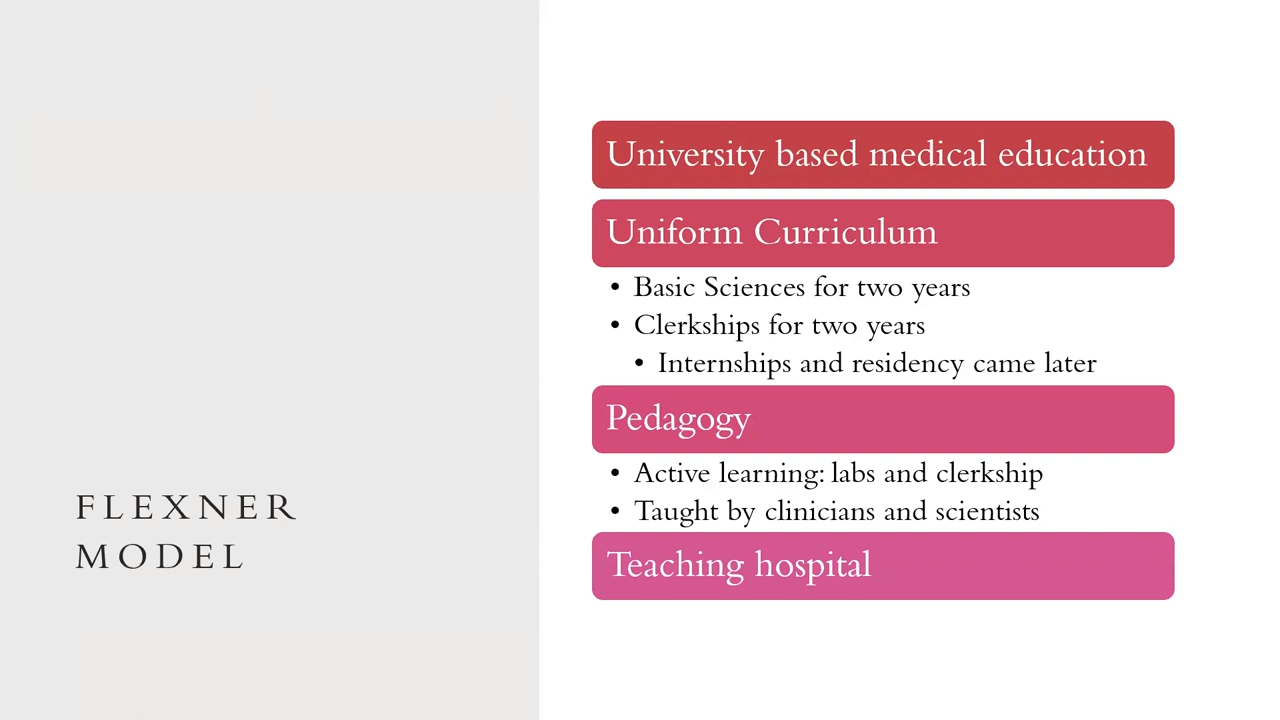 FLEXNER
MODEL
University based medical education
Uniform Curriculum
• Basic Sciences for two years
• Clerkships for two years
• Internships and residency came later
Pedagogy
• Active learning: labs and clerkship
• Taught by clinicians and scientists
Teaching hospital